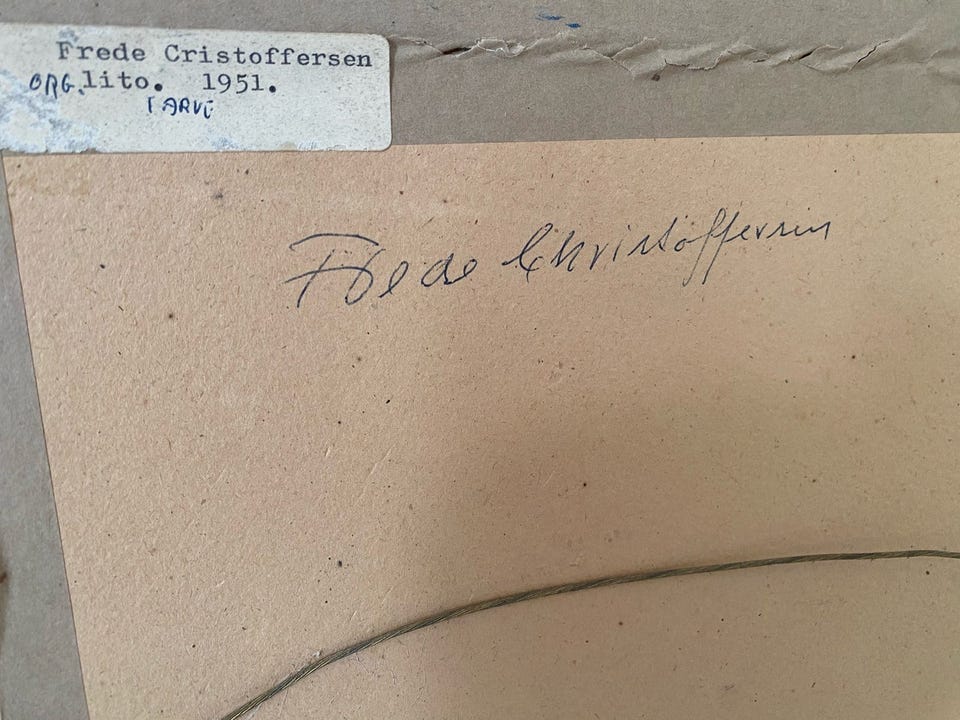 Frede Cristoffersen
ORG. lito. 1951.
I FARVE
Frede Christoffersen